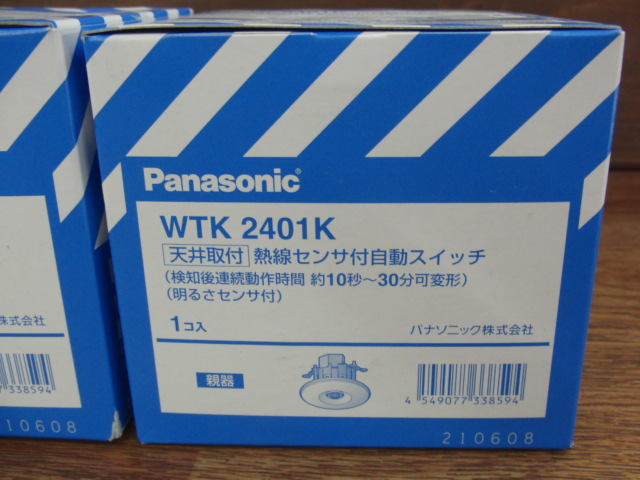 Panasonic
WTK 2401K
天井取付 熱線センサ付自動スイッチ
(検知後連続動作時間 約10秒～30分可変形)
(明るさセンサ付)
1コ入
パナソニック株式会社
親器
4 549077 338594
210608
株式会社
77 338594
210608